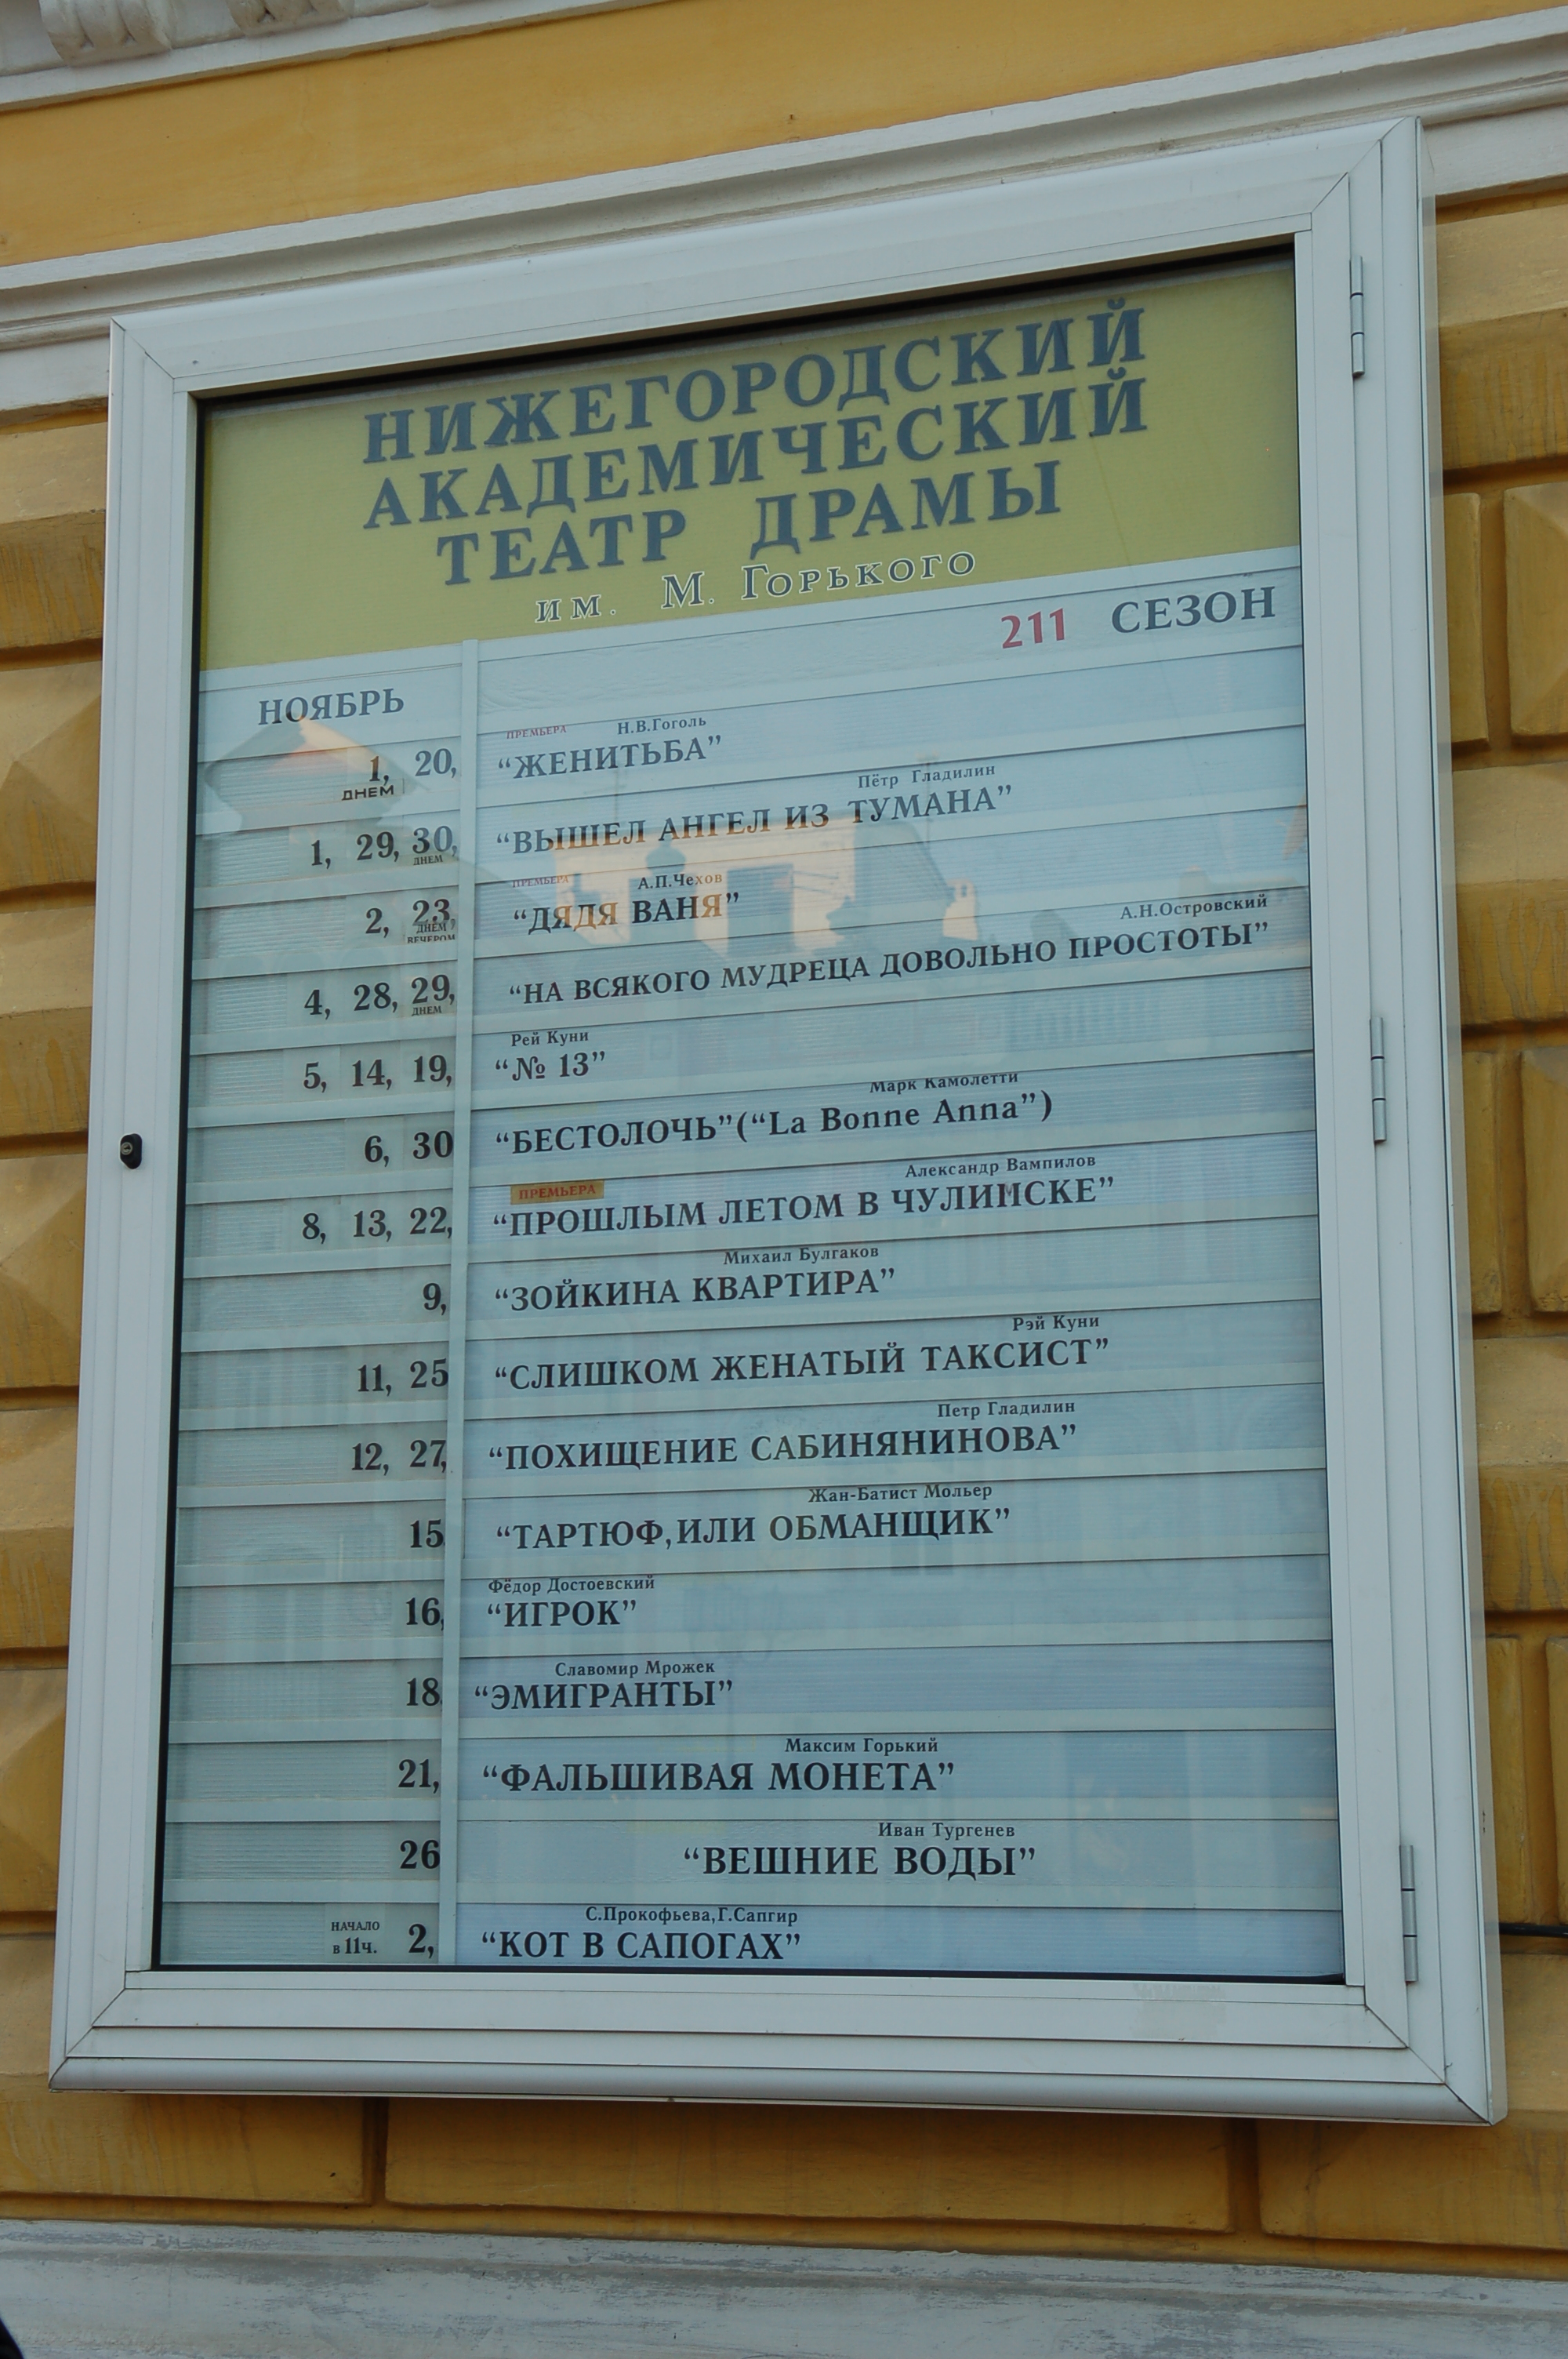 НИЖЕГОРОДСКИЙ
АКАДЕМИЧЕСКИЙ
ТЕАТР ДРАМЫ
им. М. Горького
211 СЕЗОН
НОЯБРЬ
ПРЕМЬЕРА Н.В.Гоголь
1, 20, “ЖЕНИТЬБА”
ДНЕМ
Пётр Гладилин
1, 29, 30, “ВЫШЕЛ АНГЕЛ ИЗ ТУМАНА”
ДНЕМ
ПРЕМЬЕРА А.П.Чехов
2, 23, “ДЯДЯ ВАНЯ”
ДНЕМ
ВЕЧЕРОМ
А.Н.Островский
4, 28, 29, “НА ВСЯКОГО МУДРЕЦА ДОВОЛЬНО ПРОСТОТЫ”
ДНЕМ
Рей Куни
5, 14, 19, “№ 13”
Марк Камолетти
6, 30 “БЕСТОЛОЧЬ”(“La Bonne Anna”)
ПРЕМЬЕРА Александр Вампилов
8, 13, 22, “ПРОШЛЫМ ЛЕТОМ В ЧУЛИМСКЕ”
Михаил Булгаков
9, “ЗОЙКИНА КВАРТИРА”
Рэй Куни
11, 25 “СЛИШКОМ ЖЕНАТЫЙ ТАКСИСТ”
Петр Гладилин
12, 27, “ПОХИЩЕНИЕ САБИНЯНИНОВА”
Жан-Батист Мольер
15 “ТАРТЮФ,ИЛИ ОБМАНЩИК”
Фёдор Достоевский
16, “ИГРОК”
Славомир Мрожек
18 “ЭМИГРАНТЫ”
Максим Горький
21, “ФАЛЬШИВАЯ МОНЕТА”
Иван Тургенев
26 “ВЕШНИЕ ВОДЫ”
НАЧАЛО С.Прокофьева,Г.Сапгир
в 11ч. 2, “КОТ В САПОГАХ”